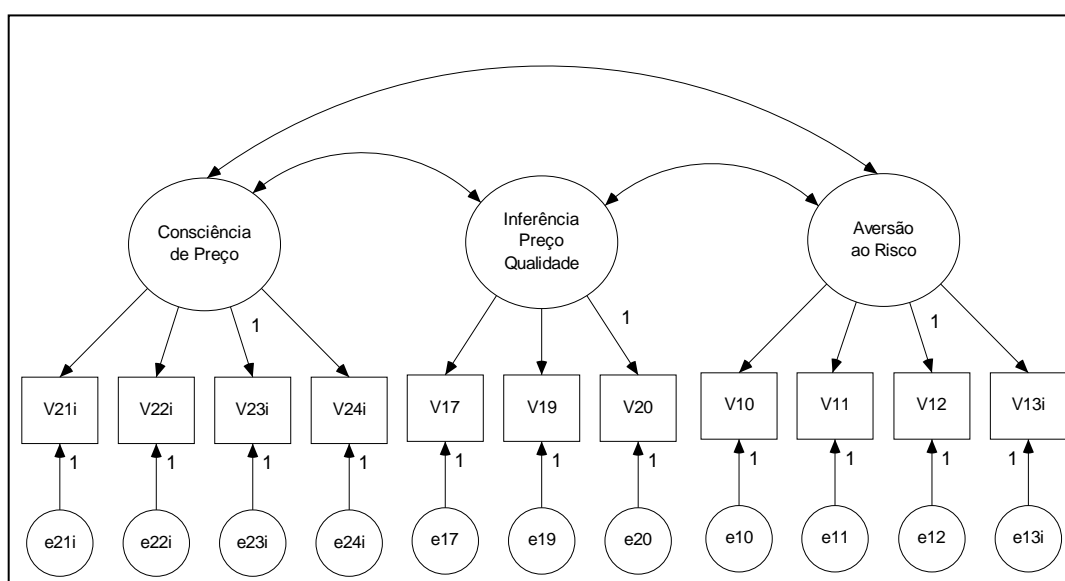 Consciência
de Preço
Inferência
Preço
Qualidade
Aversão
ao Risco
1
1
1
V21i
V22i
V23i
V24i
V17
V19
V20
V10
V11
V12
V13i
1
1
1
1
1
1
1
1
1
1
1
e21i
e22i
e23i
e24i
e17
e19
e20
e10
e11
e12
e13i